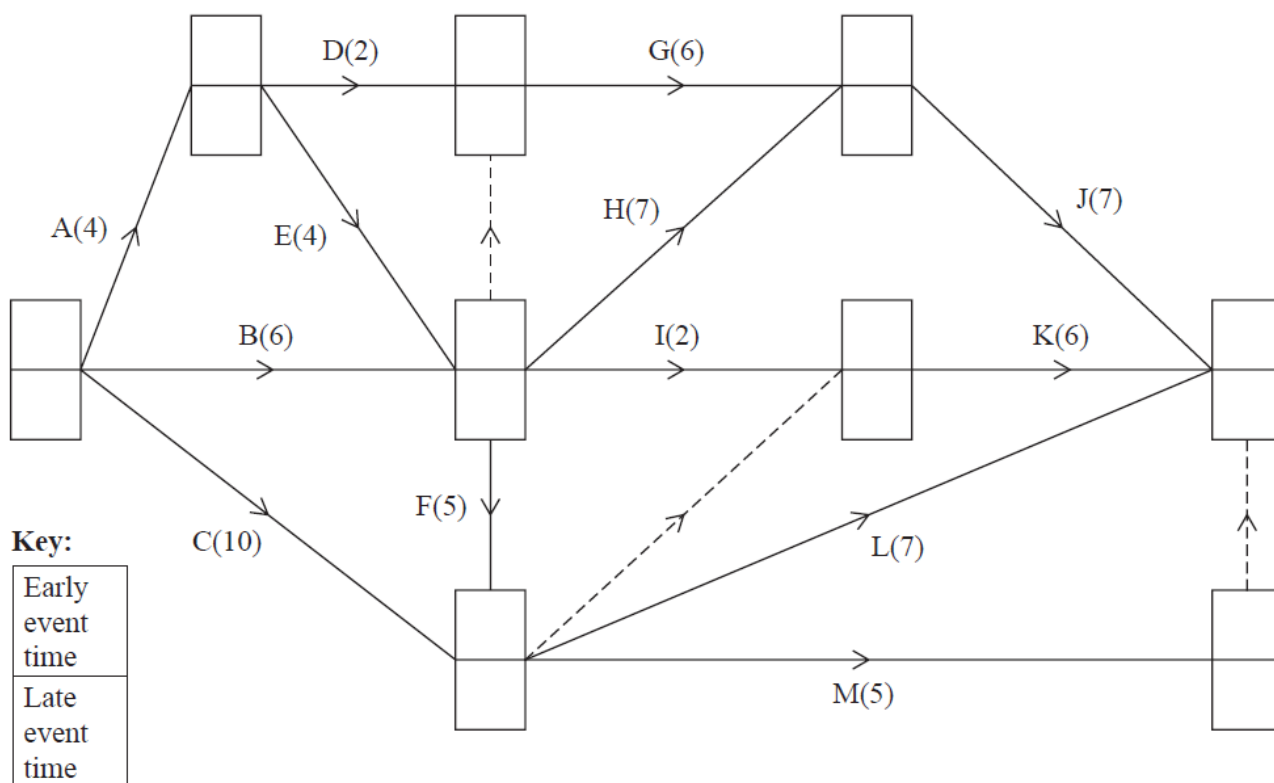 D(2)
G(6)
A(4)
E(4)
H(7)
J(7)
B(6)
I(2)
K(6)
F(5)
C(10)
L(7)
M(5)
Key:
Early
event
time
Late
event
time